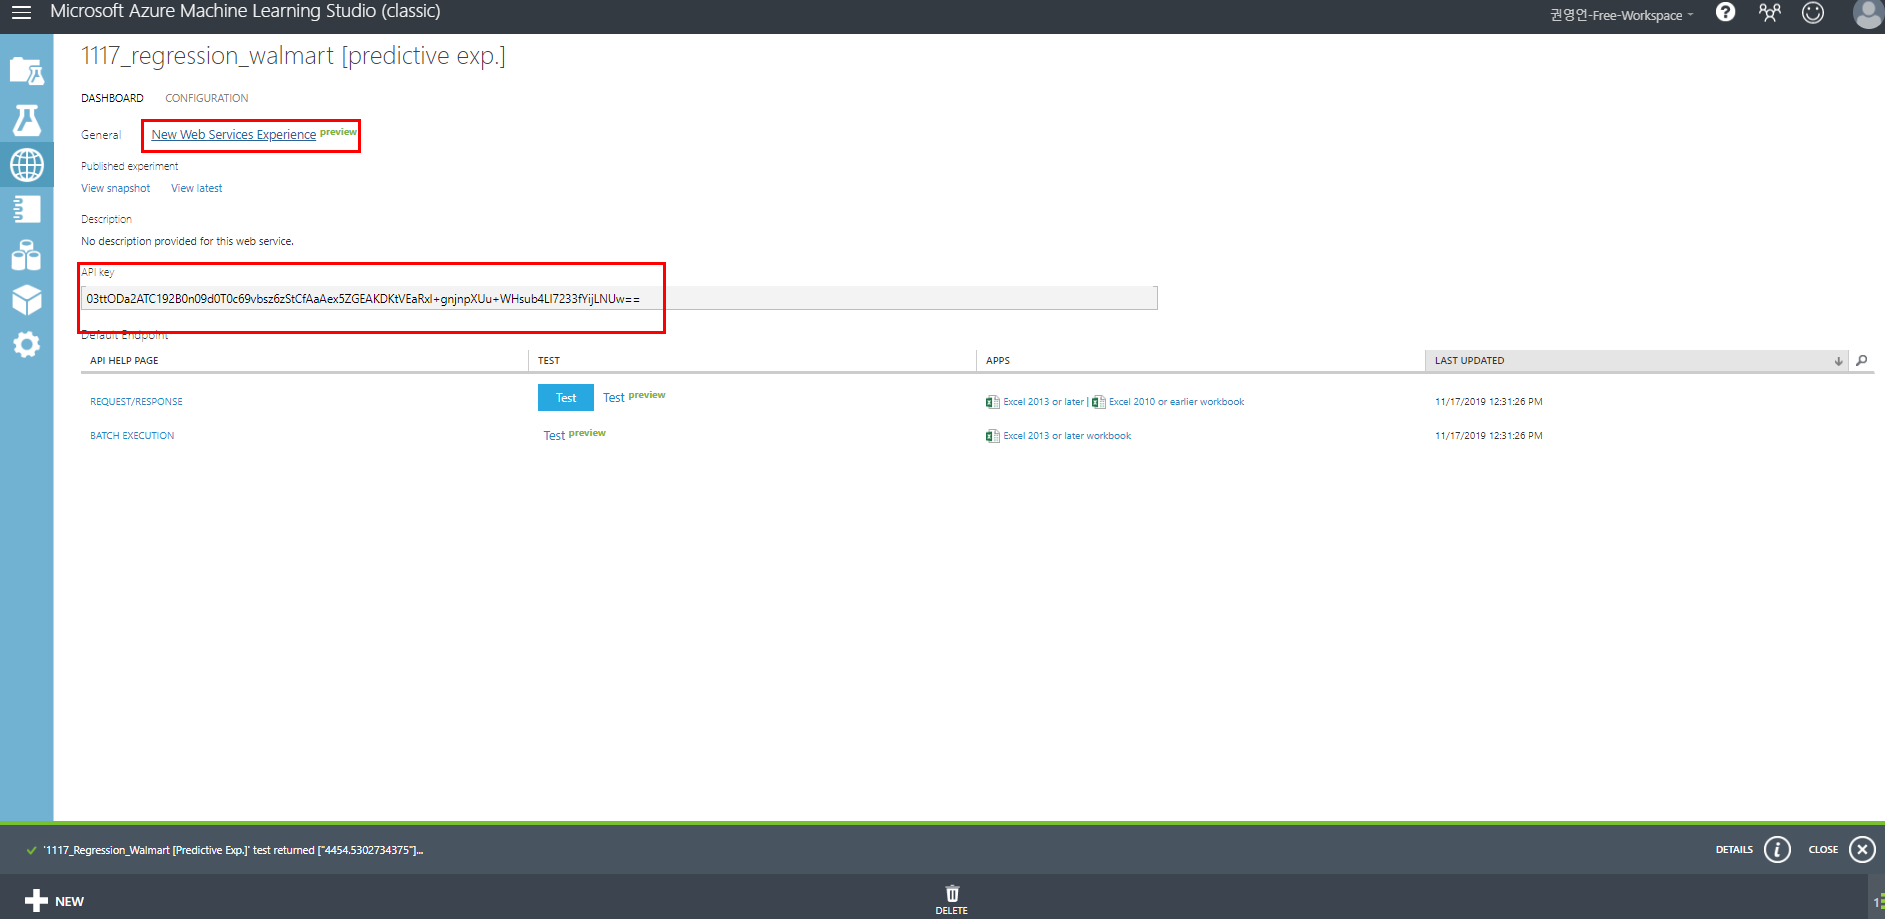 Microsoft Azure Machine Learning Studio (classic)
권영언-Free-Workspace
1117_regression_walmart [predictive exp.]
DASHBOARD CONFIGURATION
General New Web Services Experience preview
Published experiment
View snapshot View latest
Description
No description provided for this web service.
API key
03ttODa2ATC192B0n09d0T0c69vbsz6zStCfAaAex5ZGEAKDKtVEaRxI+gnjnpXUu+WHsub4LI7233fYijLNUw==
Default Endpoint
API HELP PAGE TEST APPS LAST UPDATED
REQUEST/RESPONSE Test Test preview Excel 2013 or later | Excel 2010 or earlier workbook 11/17/2019 12:31:26 PM
BATCH EXECUTION Test preview Excel 2013 or later workbook 11/17/2019 12:31:26 PM
'1117_Regression_Walmart [Predictive Exp.]' test returned ["4454.5302734375"]...
DETAILS CLOSE
NEW DELETE
1